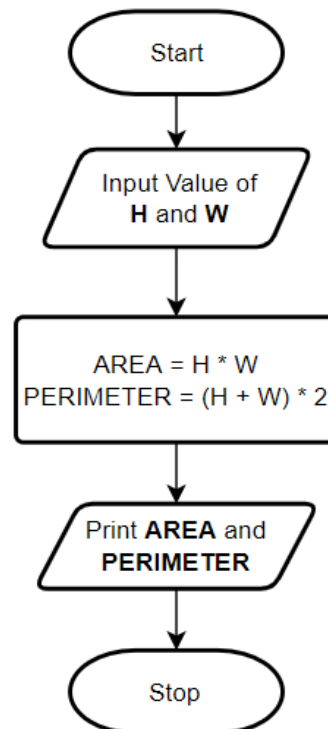 Start
Input Value of
H and W
AREA = H * W
PERIMETER = (H + W) * 2
Print AREA and
PERIMETER
Stop